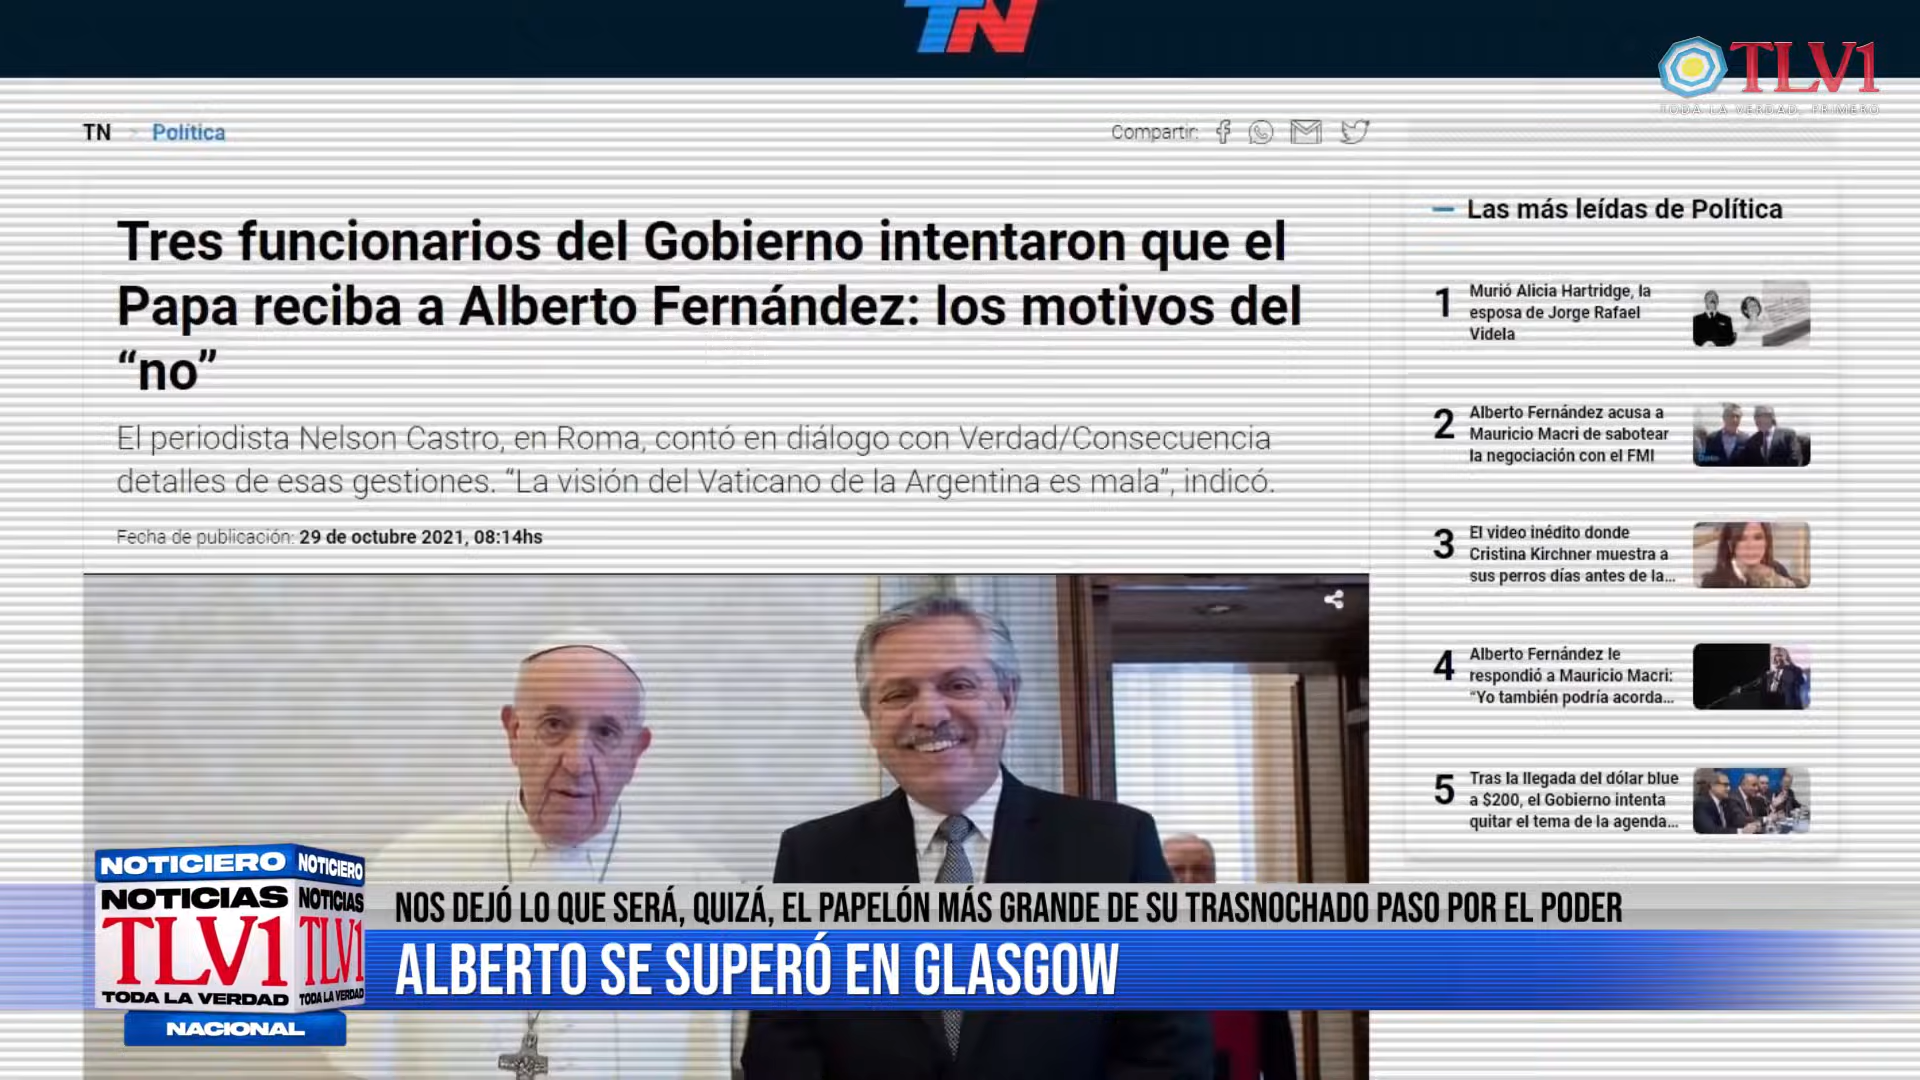 TN
TLV1
TODA LA VERDAD, PRIMERO
TN > Política
Compartir:
Tres funcionarios del Gobierno intentaron que el
Papa reciba a Alberto Fernández: los motivos del
“no”
El periodista Nelson Castro, en Roma, contó en diálogo con Verdad/Consecuencia
detalles de esas gestiones. “La visión del Vaticano de la Argentina es mala”, indicó.
Fecha de publicación: 29 de octubre 2021, 08:14hs
Las más leídas de Política
1
Murió Alicia Hartridge, la
esposa de Jorge Rafael
Videla
2
Alberto Fernández acusa a
Mauricio Macri de sabotear
la negociación con el FMI
3
El video inédito donde
Cristina Kirchner muestra a
sus perros días antes de la...
4
Alberto Fernández le
respondió a Mauricio Macri:
“Yo también podría acorda...
5
Tras la llegada del dólar blue
a $200, el Gobierno intenta
quitar el tema de la agenda...
NOTICIERO
NOTICIAS
TLV1
TODA LA VERDAD
NOTICIERO
NOTICIAS
TLV1
TODA LA VERDAD
NACIONAL
NOS DEJÓ LO QUE SERÁ, QUIZÁ, EL PAPELÓN MÁS GRANDE DE SU TRASNOCHADO PASO POR EL PODER
ALBERTO SE SUPERÓ EN GLASGOW